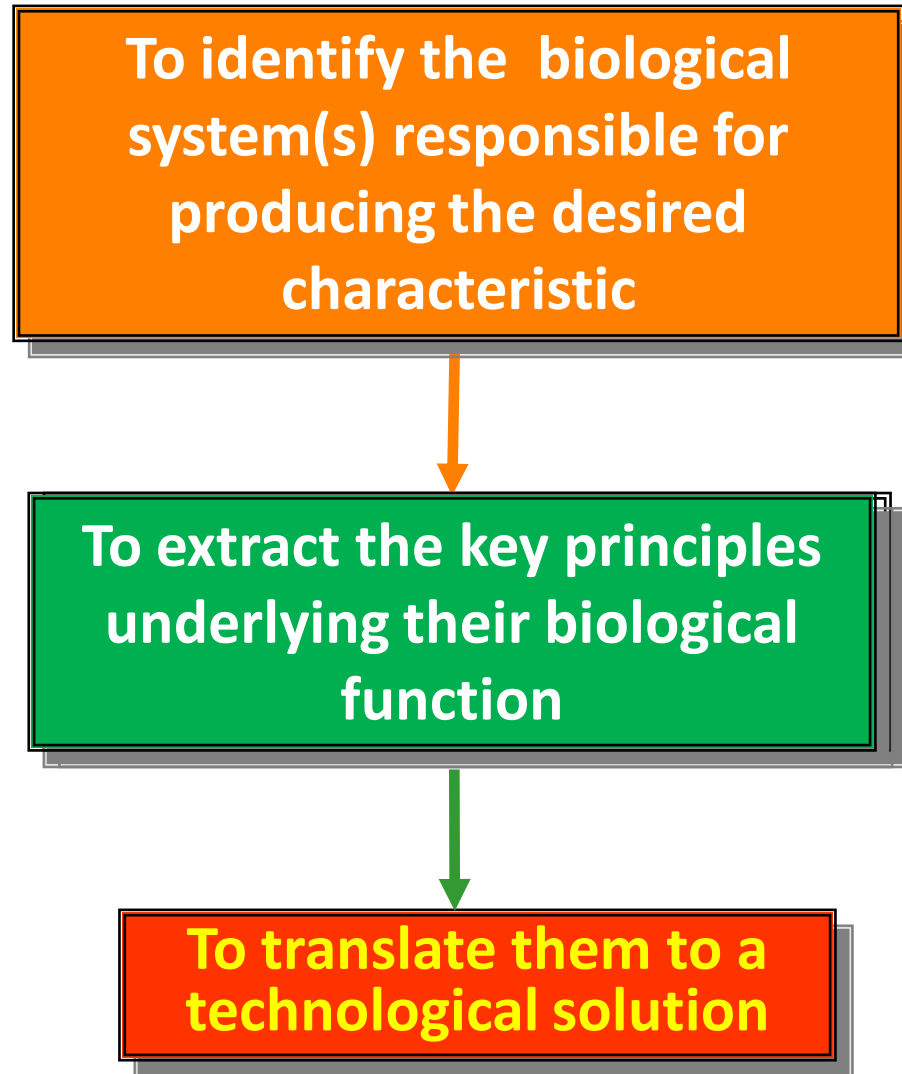 To identify the  biological
system(s) responsible for
producing the desired
characteristic
To extract the key principles
underlying their biological
function
To translate them to a
technological solution